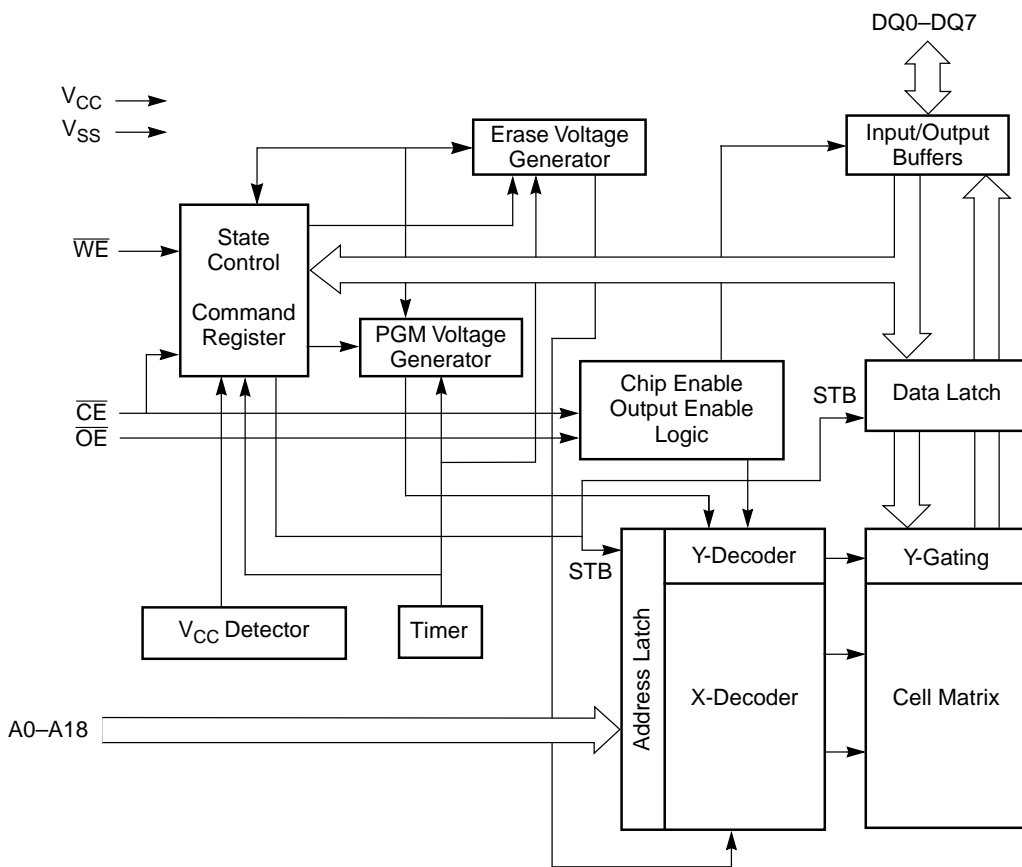 DQ0–DQ7
VCC
VSS
Erase Voltage
Generator
Input/Output
Buffers
WE
State
Control
Command
Register
PGM Voltage
Generator
Chip Enable
Output Enable
Logic
STB
Data Latch
CE
OE
STB
Y-Decoder
Y-Gating
VCC Detector
Timer
Address Latch
X-Decoder
Cell Matrix
A0–A18